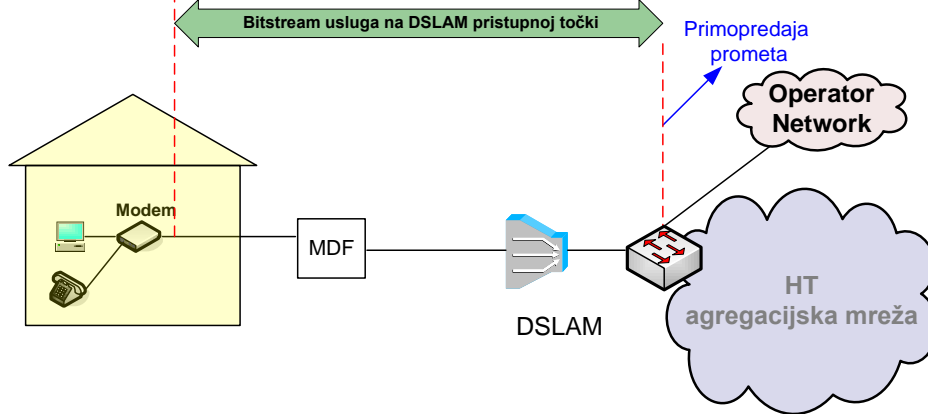 Bitstream usluga na DSLAM pristupnoj točki
Primopredaja
prometa
Operator
Network
Modem
MDF
DSLAM
HT
agregacijska mreža